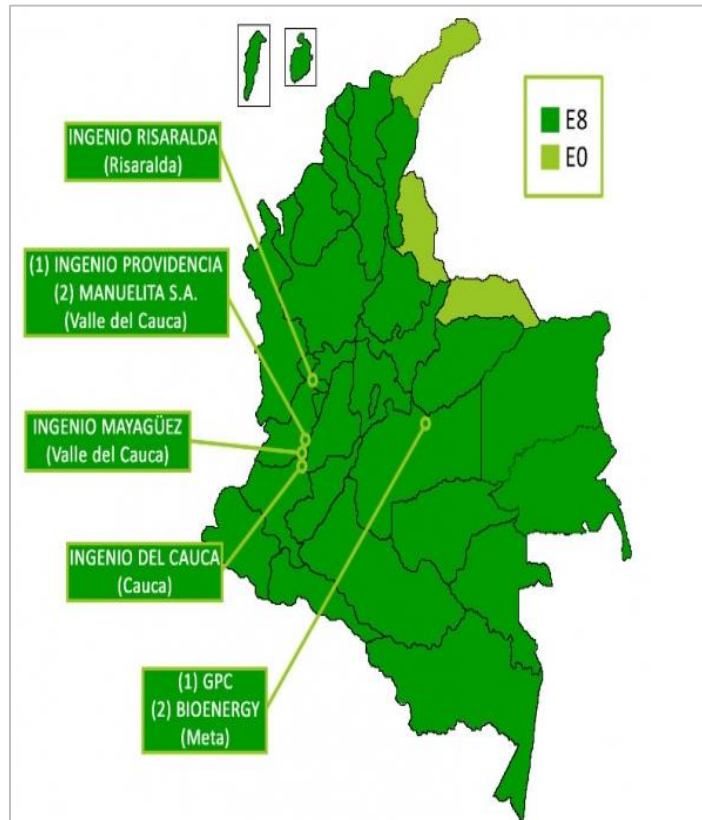 INGENIO RISARALDA
(Risaralda)
(1) INGENIO PROVIDENCIA
(2) MANUELITA S.A.
(Valle del Cauca)
INGENIO MAYAGÜEZ
(Valle del Cauca)
INGENIO DEL CAUCA
(Cauca)
(1) GPC
(2) BIOENERGY
(Meta)
E8
E0